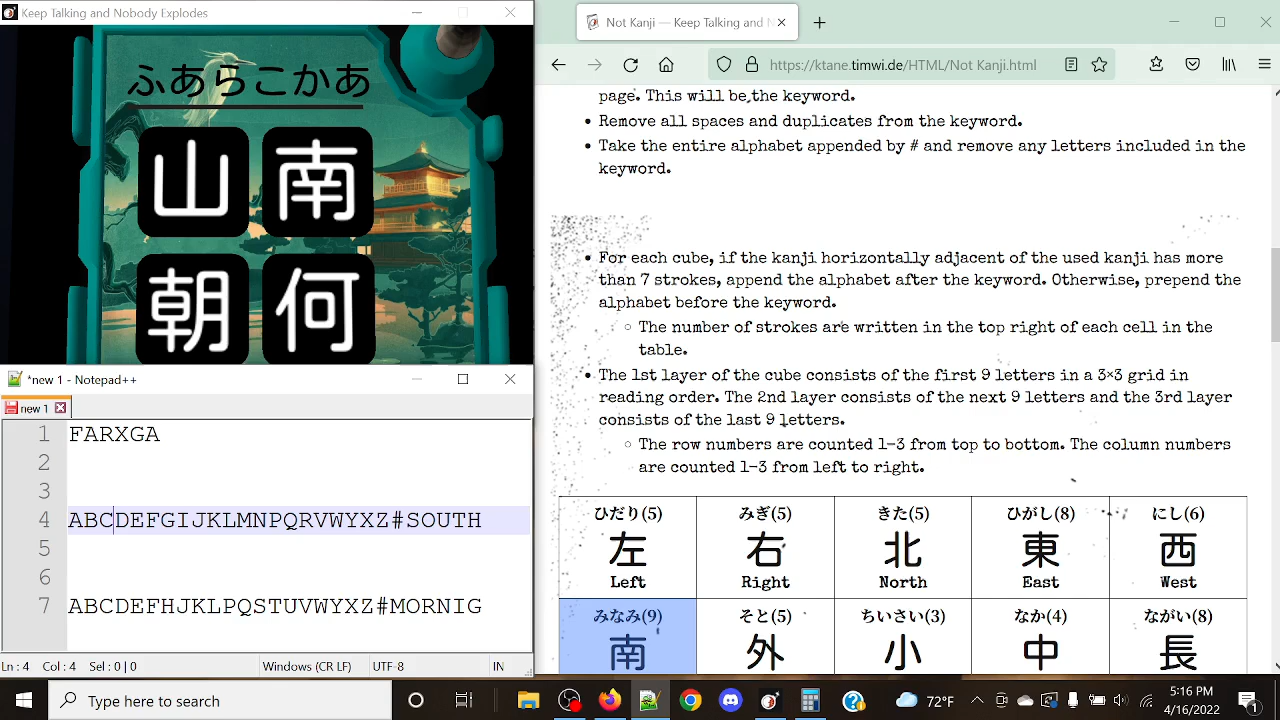 Keep Talking and Nobody Explodes
ふあらこかあ
山 南
朝 何
*new 1 - Notepad++
new 1
1 FARXGA
2
3
4 ABCDEFGIJKLMNPQRVWYXZ#SOUTH
5
6
7 ABCDEFHJKLPQSTUVWYXZ#MORNIG
Ln : 4 Col : 4 Sel : 0 | 0 Windows (CR LF) UTF-8 IN
Not Kanji — Keep Talking and N
https://ktane.timwi.de/HTML/Not Kanji.html
page. This will be the keyword.
• Remove all spaces and duplicates from the keyword.
• Take the entire alphabet appended by # and remove any letters included in the
keyword.
• For each cube, if the kanji horizontally adjacent of the used kanji has more
than 7 strokes, append the alphabet after the keyword. Otherwise, prepend the
alphabet before the keyword.
○ The number of strokes are written in the top right of each cell in the
table.
• The 1st layer of the cube consists of the first 9 letters in a 3×3 grid in
reading order. The 2nd layer consists of the next 9 letters and the 3rd layer
consists of the last 9 letters.
○ The row numbers are counted 1-3 from top to bottom. The column numbers
are counted 1-3 from left to right.
ひだり(5) みぎ(5) きた(5) ひがし(8) にし(6)
左 右 北 東 西
Left Right North East West
みなみ(9) そと(5) ちいさい(3) なか(4) ながい(8)
南 外 小 中 長
Type here to search
72°F
5:16 PM
4/16/2022
1